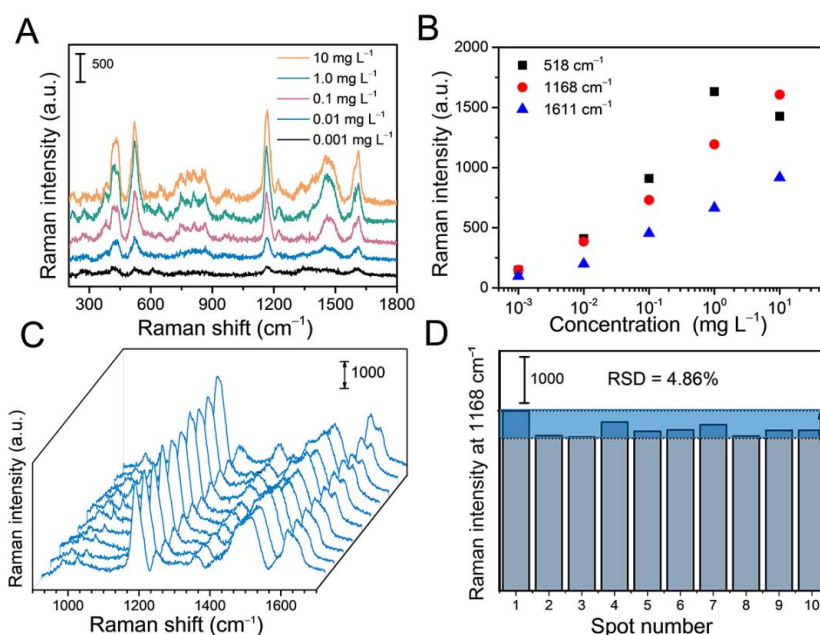 A
500
10 mg L⁻¹
1.0 mg L⁻¹
0.1 mg L⁻¹
0.01 mg L⁻¹
0.001 mg L⁻¹
Raman intensity (a.u.)
300 600 900 1200 1500 1800
Raman shift (cm⁻¹)
B
2000
1500
1000
500
0
518 cm⁻¹
1168 cm⁻¹
1611 cm⁻¹
Raman intensity (a.u.)
10⁻³ 10⁻² 10⁻¹ 10⁰ 10¹
Concentration (mg L⁻¹)
C
1000
Raman intensity (a.u.)
1000 1200 1400 1600
Raman shift (cm⁻¹)
D
1000
RSD = 4.86%
Raman intensity at 1168 cm⁻¹
1 2 3 4 5 6 7 8 9 10
Spot number